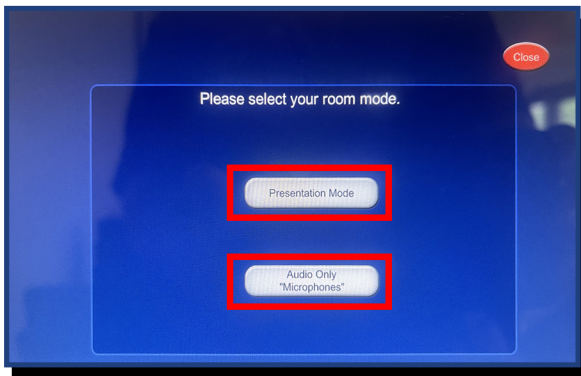 Close
Please select your room mode.
Presentation Mode
Audio Only
"Microphones"